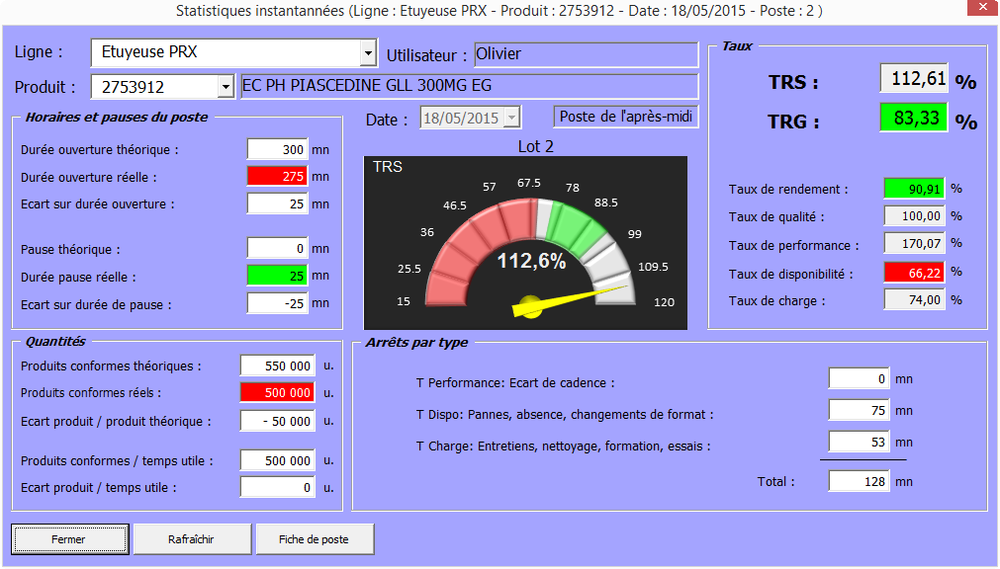 Statistiques instantannées (Ligne : Etuyeuse PRX - Produit : 2753912 - Date : 18/05/2015 - Poste : 2 )
Ligne : Etuyeuse PRX Utilisateur : Olivier
Produit : 2753912 EC PH PIASCEDINE GLL 300MG EG
Date : 18/05/2015 Poste de l'après-midi
Horaires et pauses du poste
Durée ouverture théorique : 300 mn
Durée ouverture réelle : 275 mn
Ecart sur durée ouverture : 25 mn
Pause théorique : 0 mn
Durée pause réelle : 25 mn
Ecart sur durée de pause : -25 mn
Lot 2
TRS
15 25.5 36 46.5 57 67.5 78 88.5 99 109.5 120
112,6%
Taux
TRS : 112,61 %
TRG : 83,33 %
Taux de rendement : 90,91 %
Taux de qualité : 100,00 %
Taux de performance : 170,07 %
Taux de disponibilité : 66,22 %
Taux de charge : 74,00 %
Quantités
Produits conformes théoriques : 550 000 u.
Produits conformes réels : 500 000 u.
Ecart produit / produit théorique : - 50 000 u.
Produits conformes / temps utile : 500 000 u.
Ecart produit / temps utile : 0 u.
Arrêts par type
T Performance: Ecart de cadence : 0 mn
T Dispo: Pannes, absence, changements de format : 75 mn
T Charge: Entretiens, nettoyage, formation, essais : 53 mn
Total : 128 mn
Fermer Rafraîchir Fiche de poste